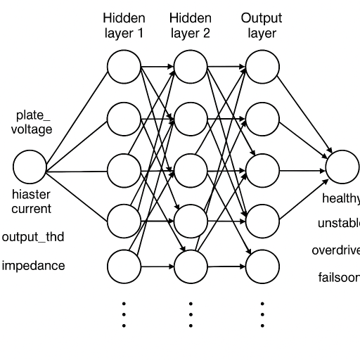 Hidden
layer 1
Hidden
layer 2
Output
layer
plate_
voltage
hiaster
current
output_thd
impedance
healthy
unstable
overdrive
failsoon